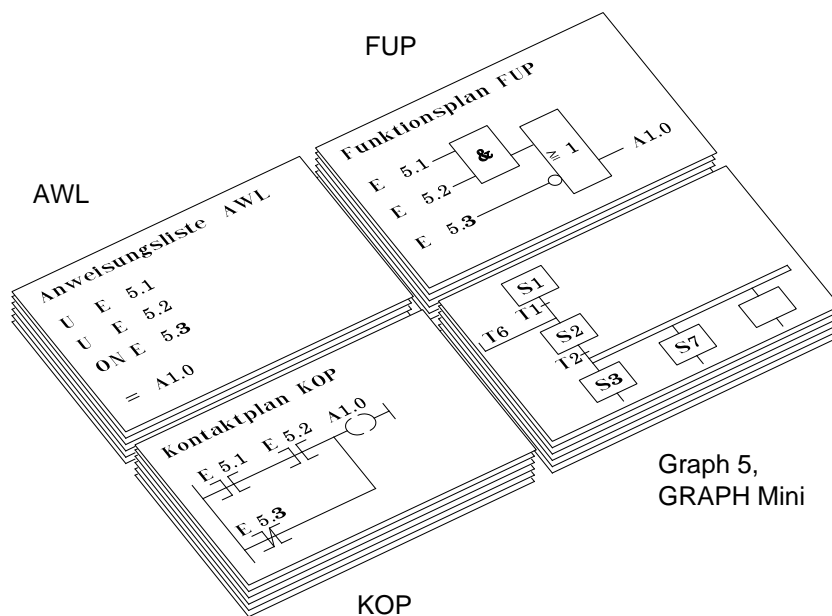 FUP
Funktionsplan FUP
E 5.1
E 5.2
E 5.3
&
≧ 1
A1.0
AWL
Anweisungsliste AWL
U E 5.1
U E 5.2
ON E 5.3
= A1.0
S1
T1
T6
S2
T2
S3
S7
Graph 5,
GRAPH Mini
Kontaktplan KOP
E 5.1
E 5.2
A1.0
E 5.3
KOP